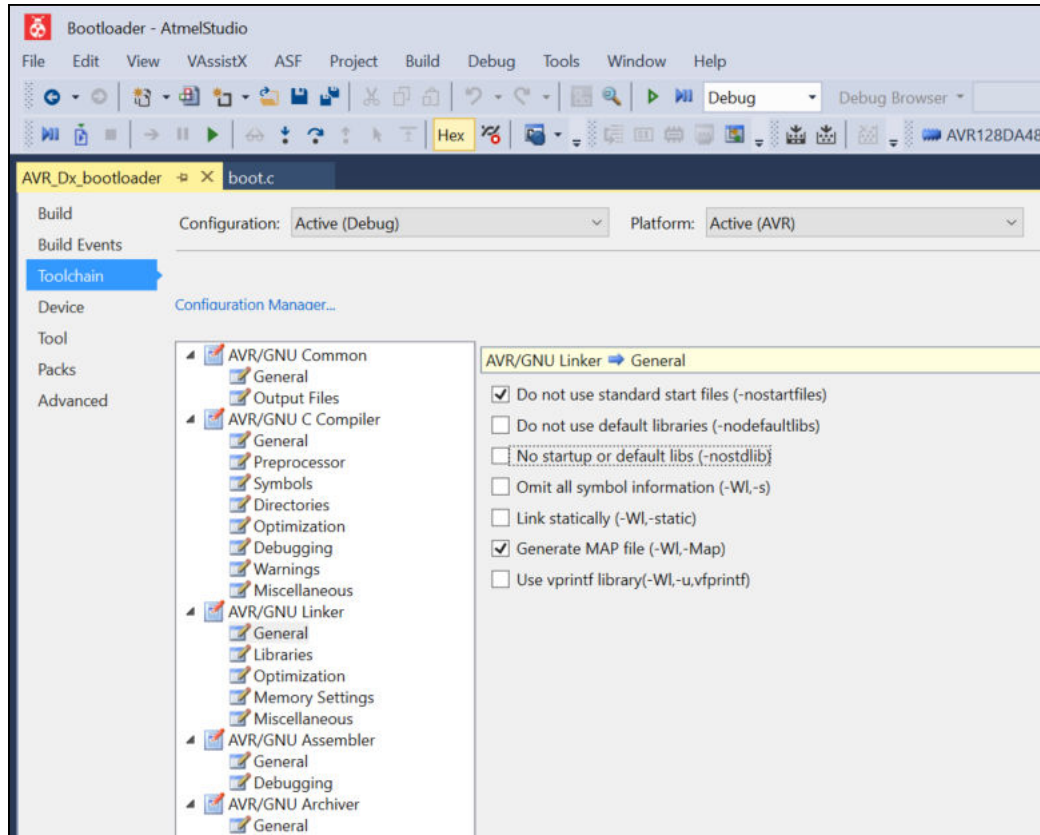 Bootloader - AtmelStudio
File Edit View VAssistX ASF Project Build Debug Tools Window Help
Debug Debug Browser
Hex AVR128DA48
AVR_Dx_bootloader boot.c
Build
Build Events
Toolchain
Device
Tool
Packs
Advanced
Configuration: Active (Debug) Platform: Active (AVR)
Configuration Manager...
AVR/GNU Common
General
Output Files
AVR/GNU C Compiler
General
Preprocessor
Symbols
Directories
Optimization
Debugging
Warnings
Miscellaneous
AVR/GNU Linker
General
Libraries
Optimization
Memory Settings
Miscellaneous
AVR/GNU Assembler
General
Debugging
AVR/GNU Archiver
General
AVR/GNU Linker General
Do not use standard start files (-nostartfiles)
Do not use default libraries (-nodefaultlibs)
No startup or default libs (-nostdlib)
Omit all symbol information (-Wl,-s)
Link statically (-Wl,-static)
Generate MAP file (-Wl,-Map)
Use vprintf library(-Wl,-u,vfprintf)